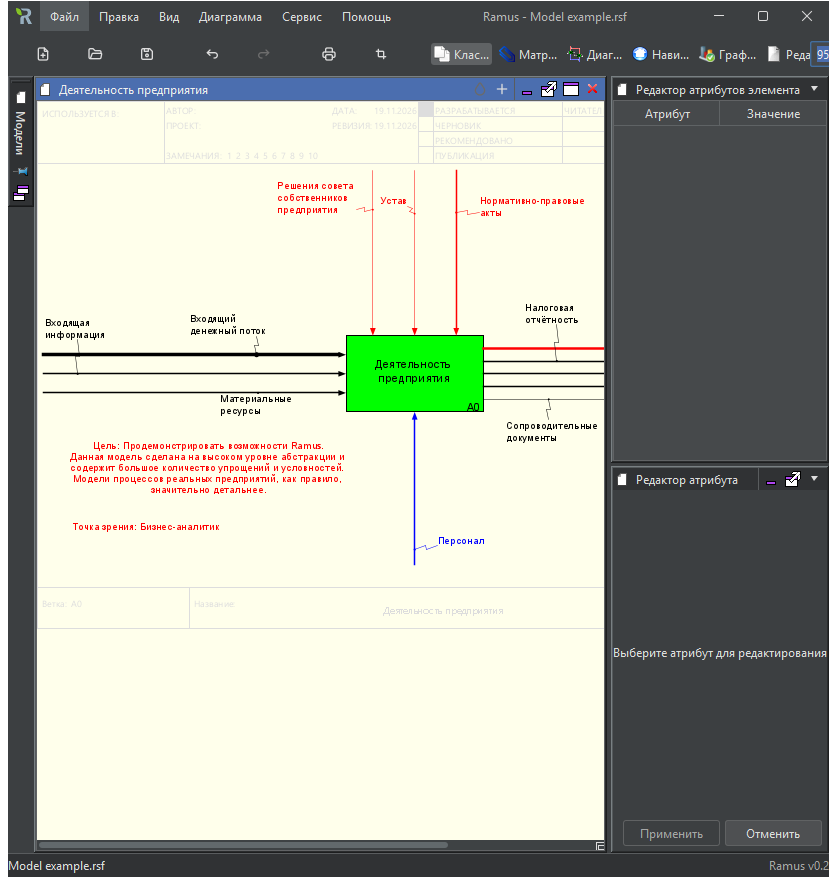 Файл Правка Вид Диаграмма Сервис Помощь Ramus - Model example.rsf
Клас... Матр... Диаг... Нави... Граф... Реда 95
Модели
Деятельность предприятия
ИСПОЛЬЗУЕТСЯ В:
АВТОР: ДАТА: 19.11.2026 РАЗРАБАТЫВАЕТСЯ ЧИТАТЕЛ
ПРОЕКТ: РЕВИЗИЯ: 19.11.2026 ЧЕРНОВИК
РЕКОМЕНДОВАНО
ЗАМЕЧАНИЯ: 1 2 3 4 5 6 7 8 9 10 ПУБЛИКАЦИЯ
Решения совета
собственников
предприятия
Устав
Нормативно-правовые
акты
Входящая
информация
Входящий
денежный поток
Налоговая
отчётность
Деятельность
предприятия
A0
Материальные
ресурсы
Сопроводительные
документы
Цель: Продемонстрировать возможности Ramus.
Данная модель сделана на высоком уровне абстракции и
содержит большое количество упрощений и условностей.
Модели процессов реальных предприятий, как правило,
значительно детальнее.
Точка зрения: Бизнес-аналитик
Персонал
Ветка: A0 Название: Деятельность предприятия
Редактор атрибутов элемента
Атрибут Значение
Редактор атрибута
Выберите атрибут для редактирования
Применить Отменить
Model example.rsf Ramus v0.2